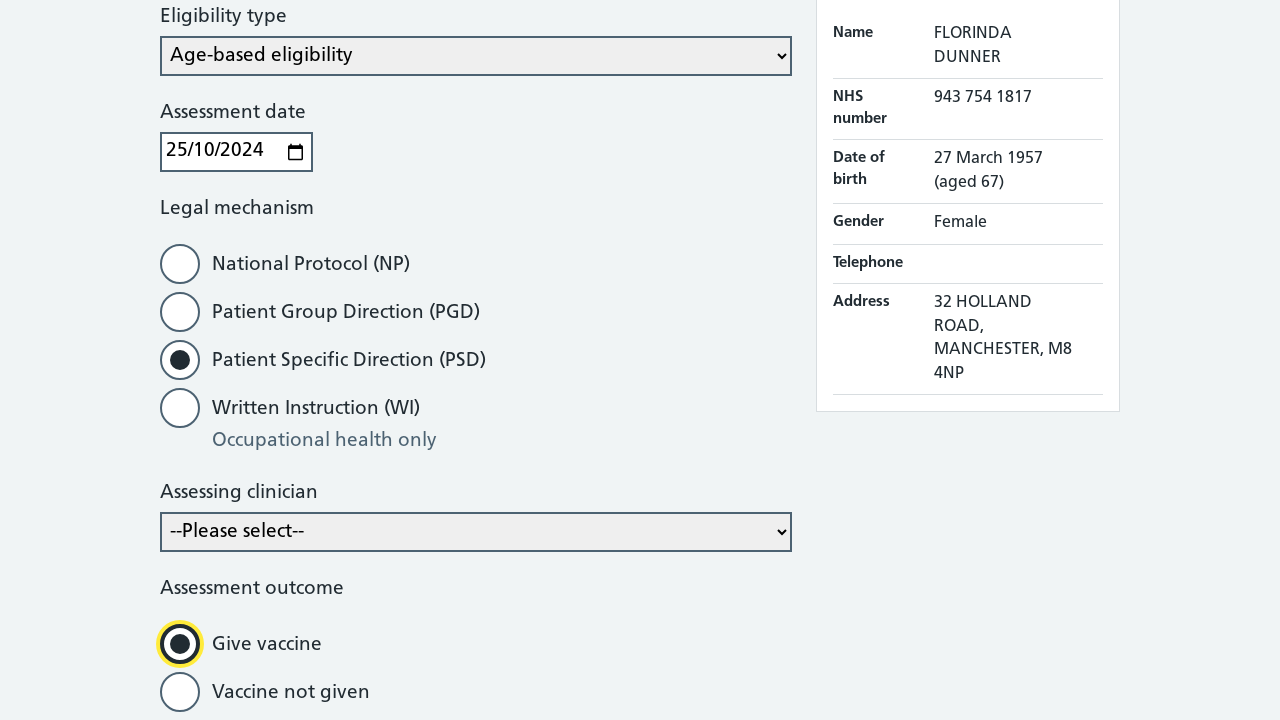 Eligibility type
Age-based eligibility
Assessment date
25/10/2024
Legal mechanism
National Protocol (NP)
Patient Group Direction (PGD)
Patient Specific Direction (PSD)
Written Instruction (WI)
Occupational health only
Assessing clinician
--Please select--
Assessment outcome
Give vaccine
Vaccine not given
Name
FLORINDA
DUNNER
NHS
number
943 754 1817
Date of
birth
27 March 1957
(aged 67)
Gender
Female
Telephone
Address
32 HOLLAND
ROAD,
MANCHESTER, M8
4NP